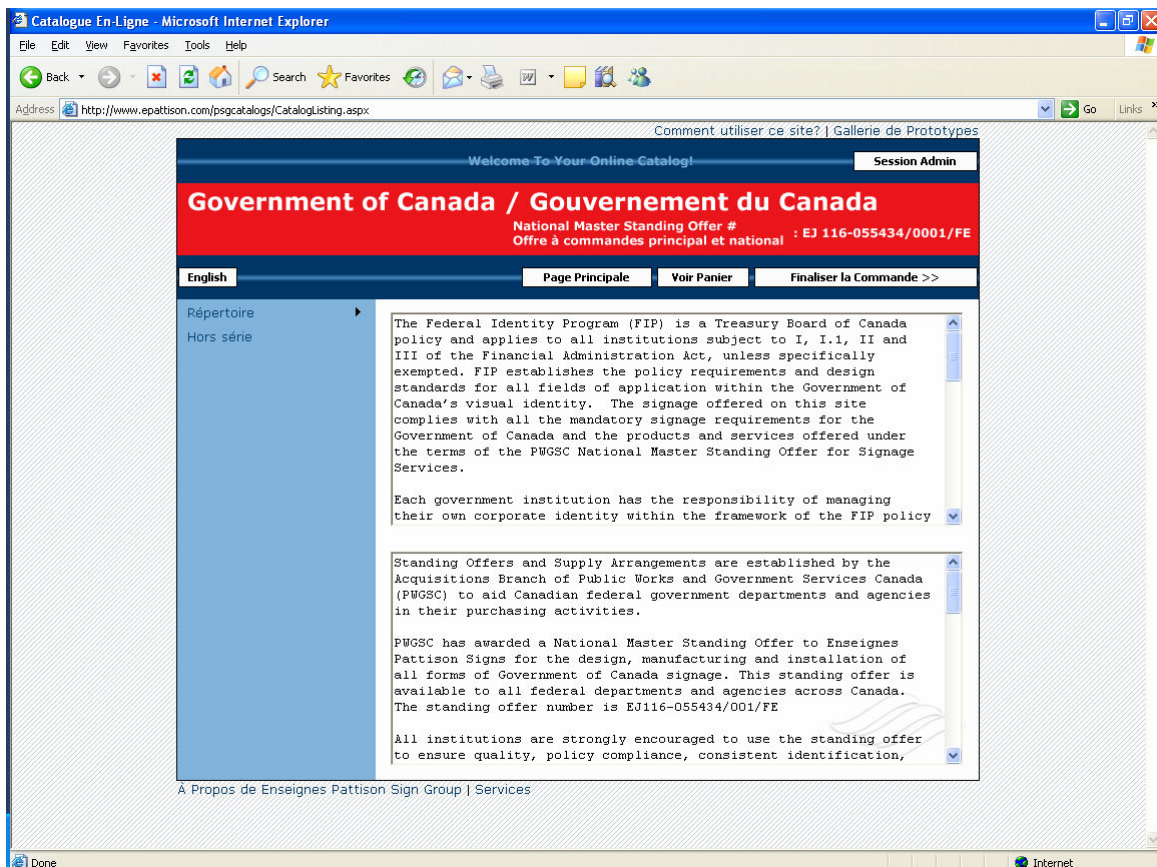 Catalogue En-Ligne - Microsoft Internet Explorer
File Edit View Favorites Tools Help
Back Search Favorites
Address http://www.epattison.com/psgcatalogs/CatalogListing.aspx Go Links »
Comment utiliser ce site? | Gallerie de Prototypes
Welcome To Your Online Catalog! Session Admin
Government of Canada / Gouvernement du Canada
National Master Standing Offer #
Offre à commandes principal et national : EJ 116-055434/0001/FE
English Page Principale Voir Panier Finaliser la Commande >>
Répertoire
Hors série
The Federal Identity Program (FIP) is a Treasury Board of Canada
policy and applies to all institutions subject to I, I.1, II and
III of the Financial Administration Act, unless specifically
exempted. FIP establishes the policy requirements and design
standards for all fields of application within the Government of
Canada's visual identity.  The signage offered on this site
complies with all the mandatory signage requirements for the
Government of Canada and the products and services offered under
the terms of the PWGSC National Master Standing Offer for Signage
Services.
Each government institution has the responsibility of managing
their own corporate identity within the framework of the FIP policy
Standing Offers and Supply Arrangements are established by the
Acquisitions Branch of Public Works and Government Services Canada
(PWGSC) to aid Canadian federal government departments and agencies
in their purchasing activities.
PWGSC has awarded a National Master Standing Offer to Enseignes
Pattison Signs for the design, manufacturing and installation of
all forms of Government of Canada signage. This standing offer is
available to all federal departments and agencies across Canada.
The standing offer number is EJ116-055434/001/FE
All institutions are strongly encouraged to use the standing offer
to ensure quality, policy compliance, consistent identification,
À Propos de Enseignes Pattison Sign Group | Services
Done Internet